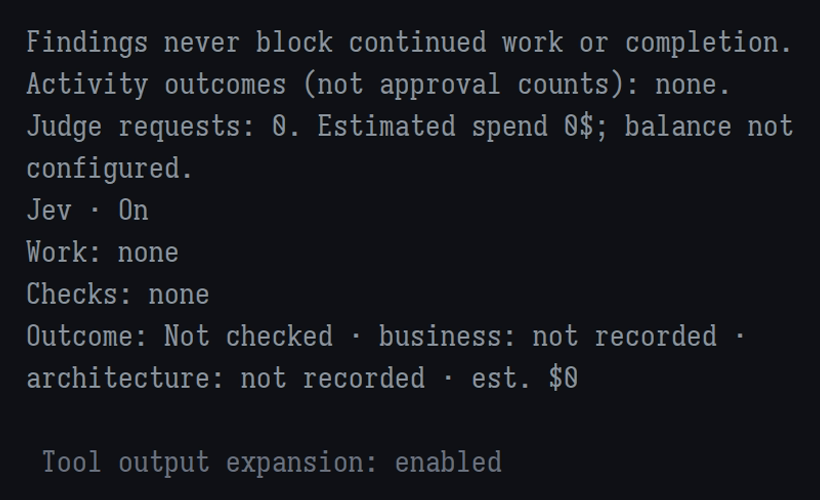 Findings never block continued work or completion.
Activity outcomes (not approval counts): none.
Judge requests: 0. Estimated spend 0$; balance not
configured.
Jev · On
Work: none
Checks: none
Outcome: Not checked · business: not recorded ·
architecture: not recorded · est. $0
Tool output expansion: enabled